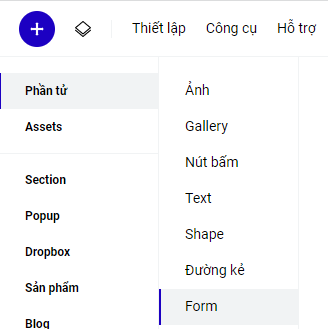 Thiết lập Công cụ Hỗ trợ
Phần tử
Assets
Section
Popup
Dropbox
Sản phẩm
Blog
Ảnh
Gallery
Nút bấm
Text
Shape
Đường kẻ
Form